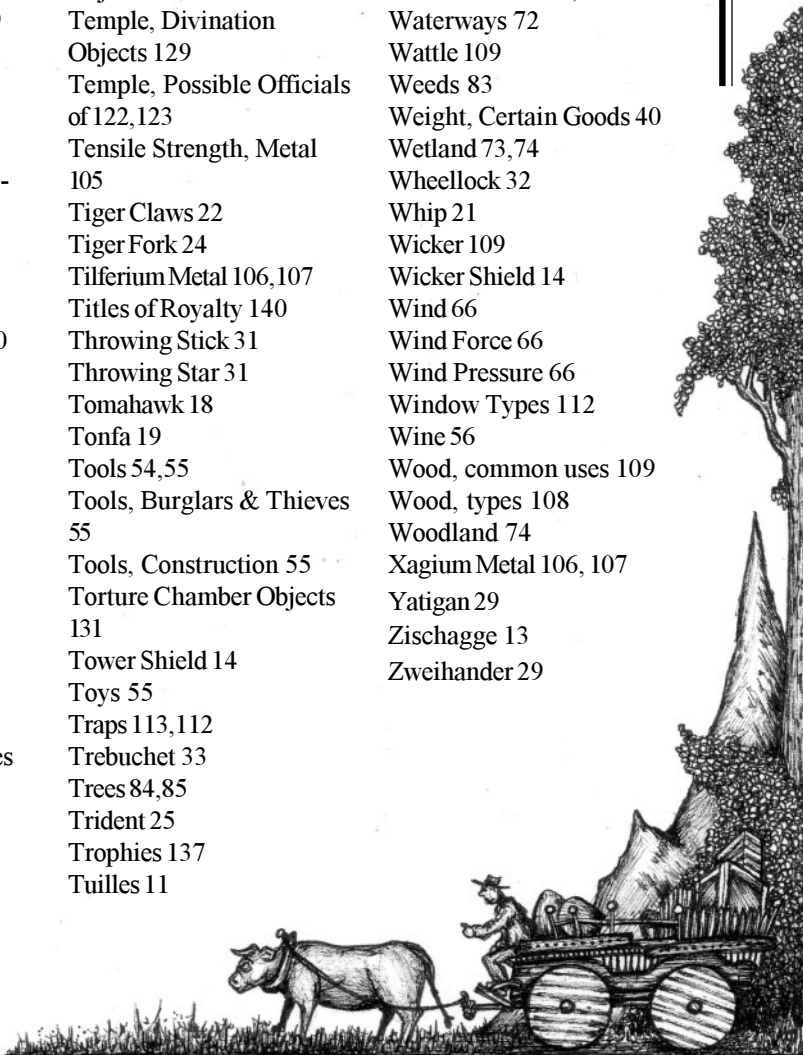 Temple, Divination
Objects 129
Temple, Possible Officials
of 122,123
Tensile Strength, Metal
105
Tiger Claws 22
Tiger Fork 24
Tilferium Metal 106,107
Titles of Royalty 140
Throwing Stick 31
Throwing Star 31
Tomahawk 18
Tonfa 19
Tools 54,55
Tools, Burglars & Thieves
55
Tools, Construction 55
Torture Chamber Objects
131
Tower Shield 14
Toys 55
Traps 113,112
Trebuchet 33
Trees 84,85
Trident 25
Trophies 137
Tuilles 11
Waterways 72
Wattle 109
Weeds 83
Weight, Certain Goods 40
Wetland 73,74
Wheellock 32
Whip 21
Wicker 109
Wicker Shield 14
Wind 66
Wind Force 66
Wind Pressure 66
Window Types 112
Wine 56
Wood, common uses 109
Wood, types 108
Woodland 74
Xagium Metal 106, 107
Yatigan 29
Zischagge 13
Zweihander 29